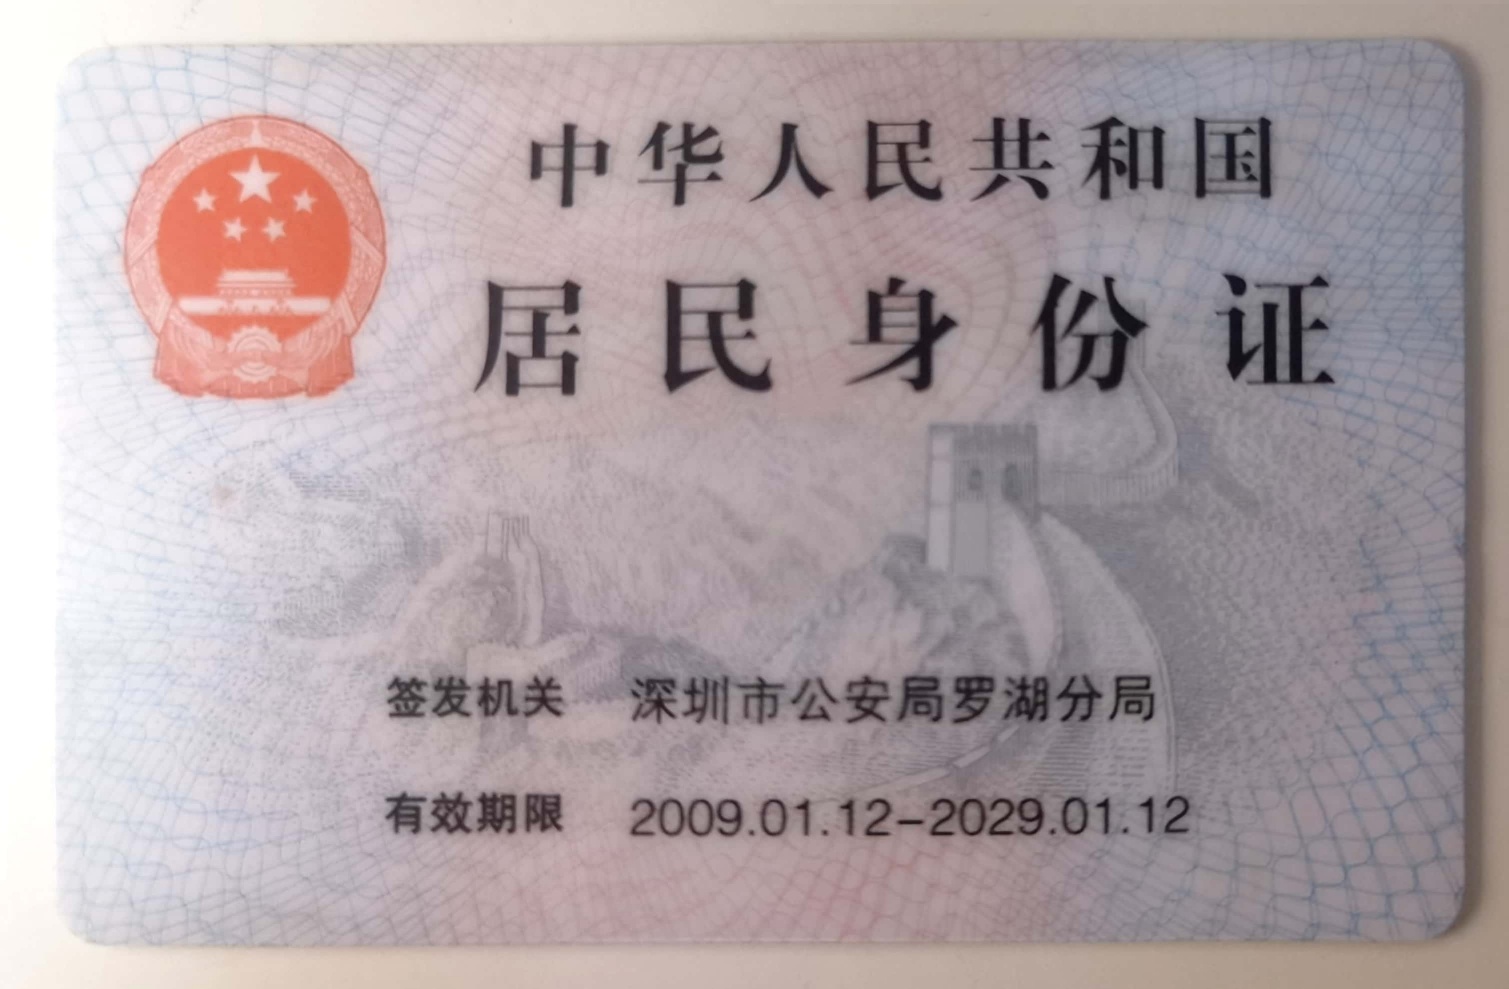 中华人民共和国
居民身份证
签发机关 深圳市公安局罗湖分局
有效期限 2009.01.12-2029.01.12